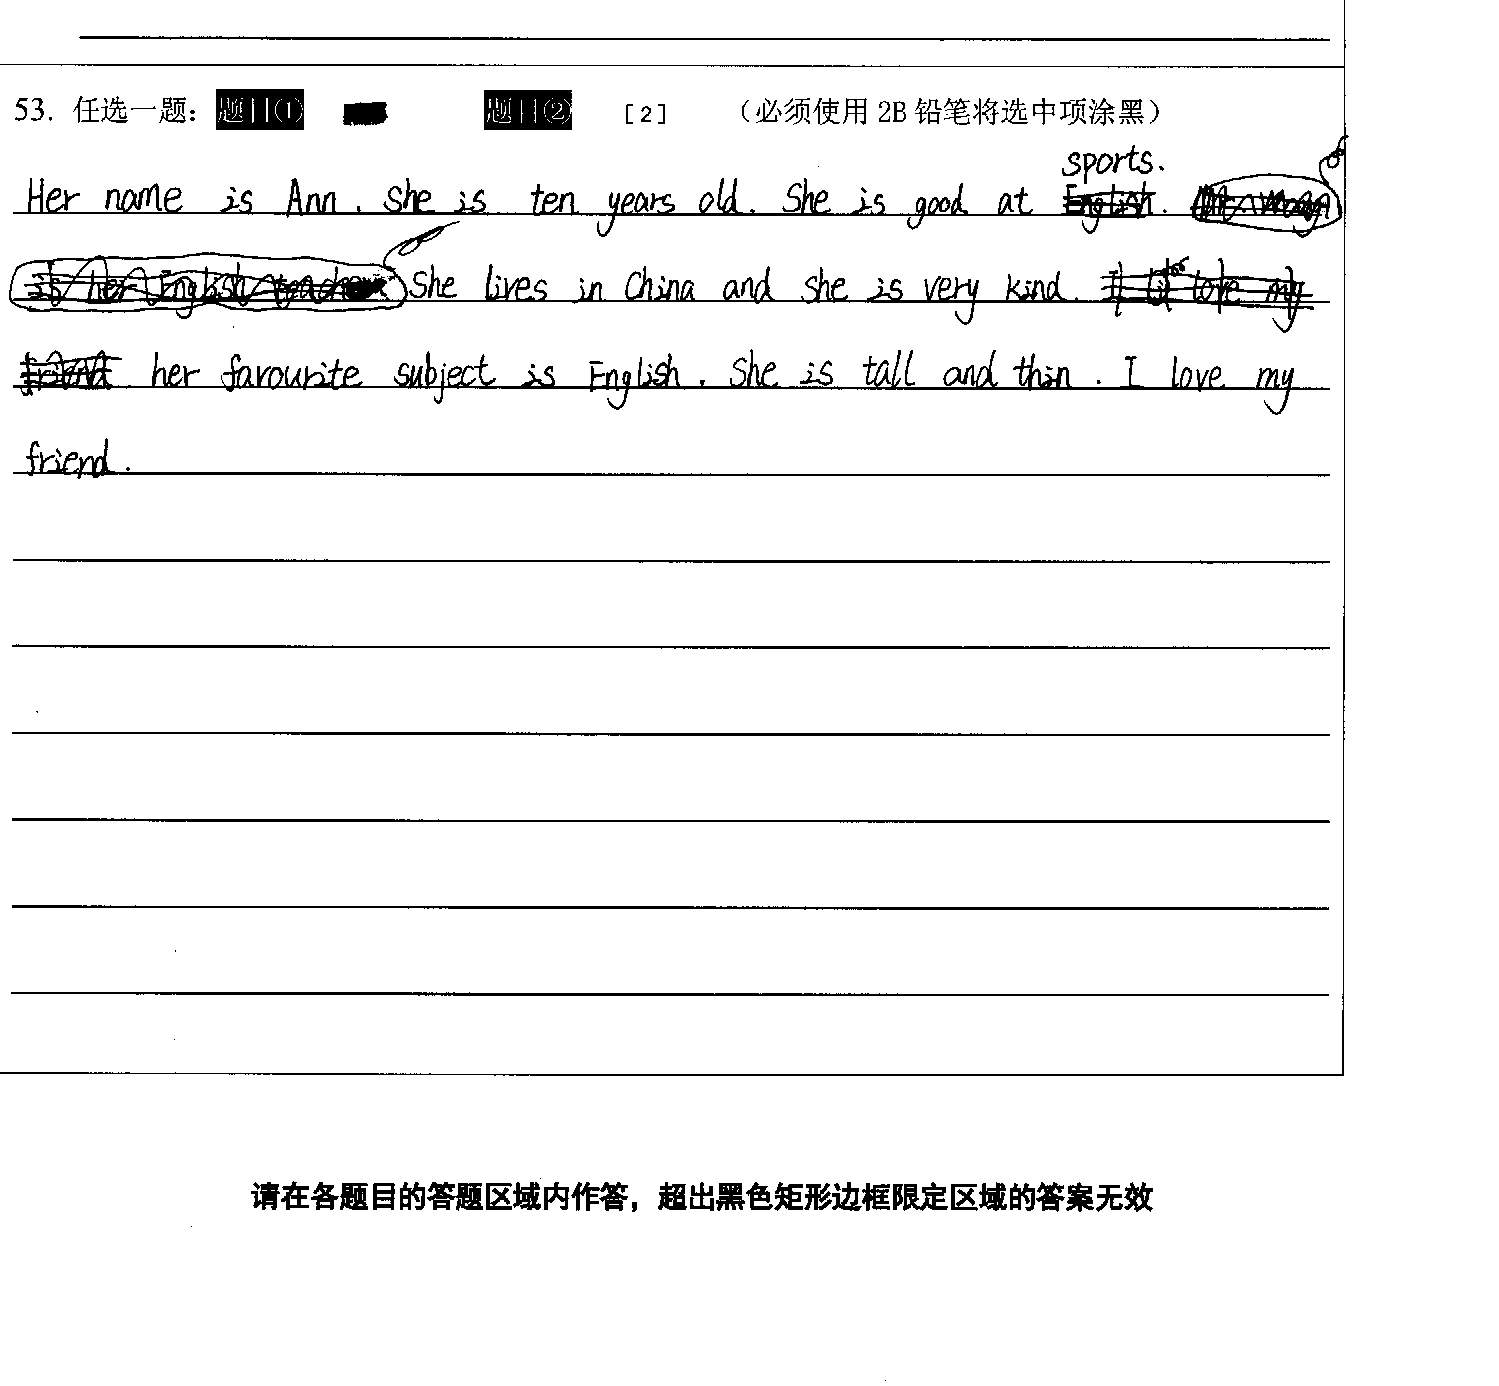 53. 任选一题： 题目① 题目② [2] （必须使用 2B 铅笔将选中项涂黑）
sports.
Her name is Ann. She is ten years old. She is good at English.
is her English teacher She lives in China and she is very kind. love my
friend her favourite subject is English. She is tall and thin. I love my
friend.
请在各题目的答题区域内作答，超出黑色矩形边框限定区域的答案无效